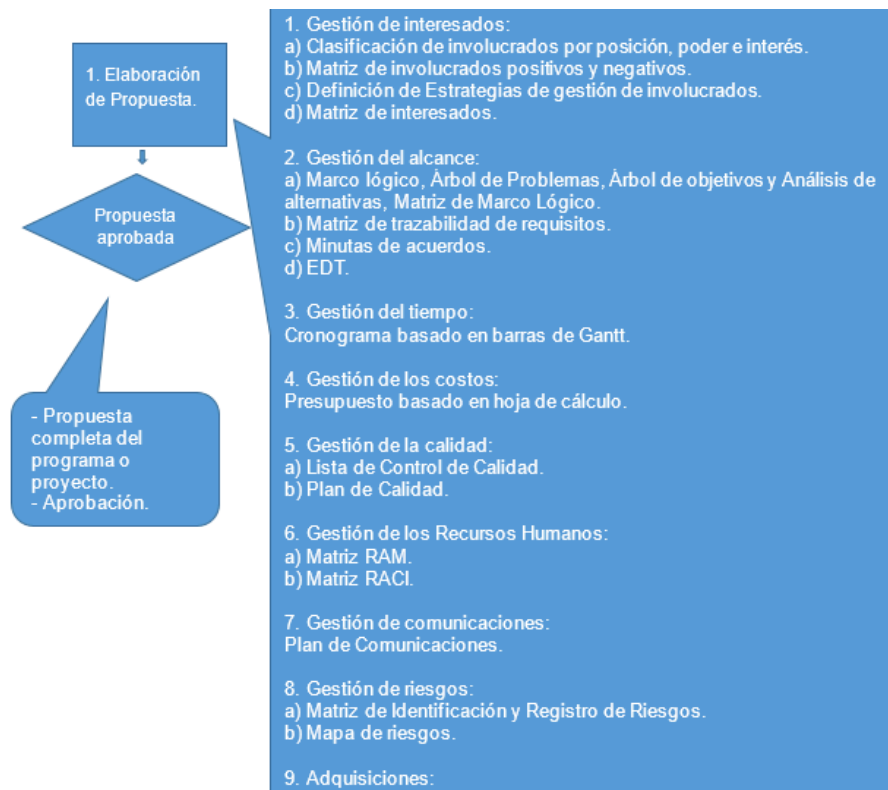 1. Elaboración
de Propuesta.
Propuesta
aprobada
- Propuesta
completa del
programa o
proyecto.
- Aprobación.
1. Gestión de interesados:
a) Clasificación de involucrados por posición, poder e interés.
b) Matriz de involucrados positivos y negativos.
c) Definición de Estrategias de gestión de involucrados.
d) Matriz de interesados.
2. Gestión del alcance:
a) Marco lógico, Árbol de Problemas, Árbol de objetivos y Análisis de
alternativas, Matriz de Marco Lógico.
b) Matriz de trazabilidad de requisitos.
c) Minutas de acuerdos.
d) EDT.
3. Gestión del tiempo:
Cronograma basado en barras de Gantt.
4. Gestión de los costos:
Presupuesto basado en hoja de cálculo.
5. Gestión de la calidad:
a) Lista de Control de Calidad.
b) Plan de Calidad.
6. Gestión de los Recursos Humanos:
a) Matriz RAM.
b) Matriz RACI.
7. Gestión de comunicaciones:
Plan de Comunicaciones.
8. Gestión de riesgos:
a) Matriz de Identificación y Registro de Riesgos.
b) Mapa de riesgos.
9. Adquisiciones: